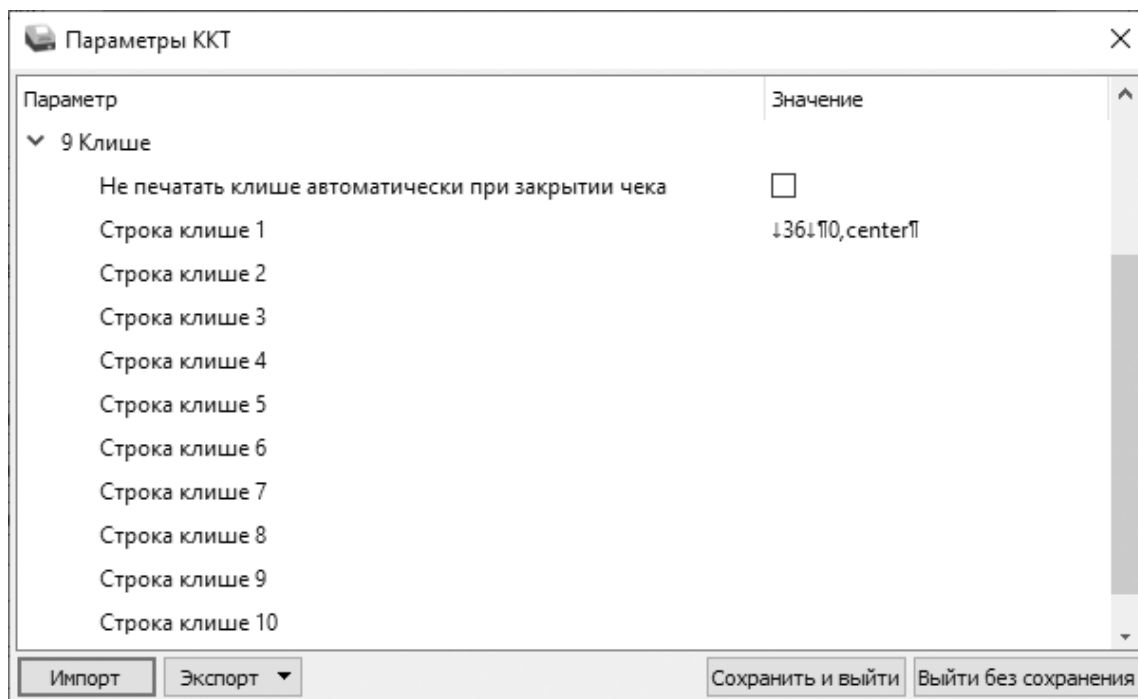 Параметры ККТ
Параметр Значение
9 Клише
Не печатать клише автоматически при закрытии чека
Строка клише 1 ↓36↓¶0,center¶
Строка клише 2
Строка клише 3
Строка клише 4
Строка клише 5
Строка клише 6
Строка клише 7
Строка клише 8
Строка клише 9
Строка клише 10
Импорт Экспорт Сохранить и выйти Выйти без сохранения